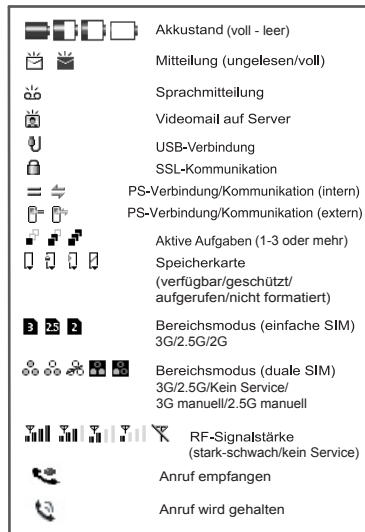 Akkustand (voll - leer)
Mitteilung (ungelesen/voll)
Sprachmitteilung
Videomail auf Server
USB-Verbindung
SSL-Kommunikation
PS-Verbindung/Kommunikation (intern)
PS-Verbindung/Kommunikation (extern)
Aktive Aufgaben (1-3 oder mehr)
Speicherkarte
(verfügbar/geschützt/
aufgerufen/nicht formatiert)
3 2.5 2 Bereichsmodus (einfache SIM)
3G/2.5G/2G
Bereichsmodus (duale SIM)
3G/2.5G/Kein Service/
3G manuell/2.5G manuell
RF-Signalstärke
(stark-schwach/kein Service)
Anruf empfangen
Anruf wird gehalten